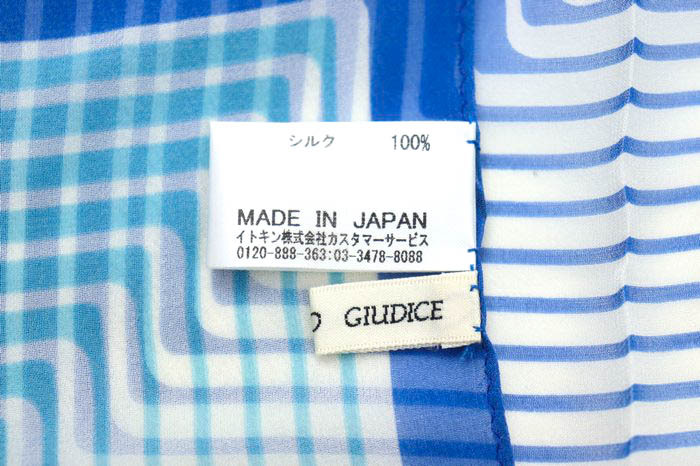 シルク 100%
MADE IN JAPAN
イトキン株式会社カスタマーサービス
0120-888-363:03-3478-8088
GIUDICE